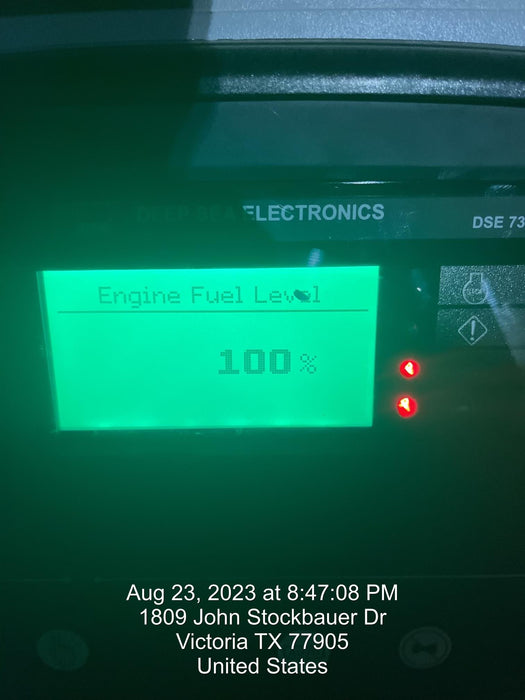 DEEP SEA ELECTRONICS
DSE 73
Engine Fuel Level
100 %
Aug 23, 2023 at 8:47:08 PM
1809 John Stockbauer Dr
Victoria TX 77905
United States